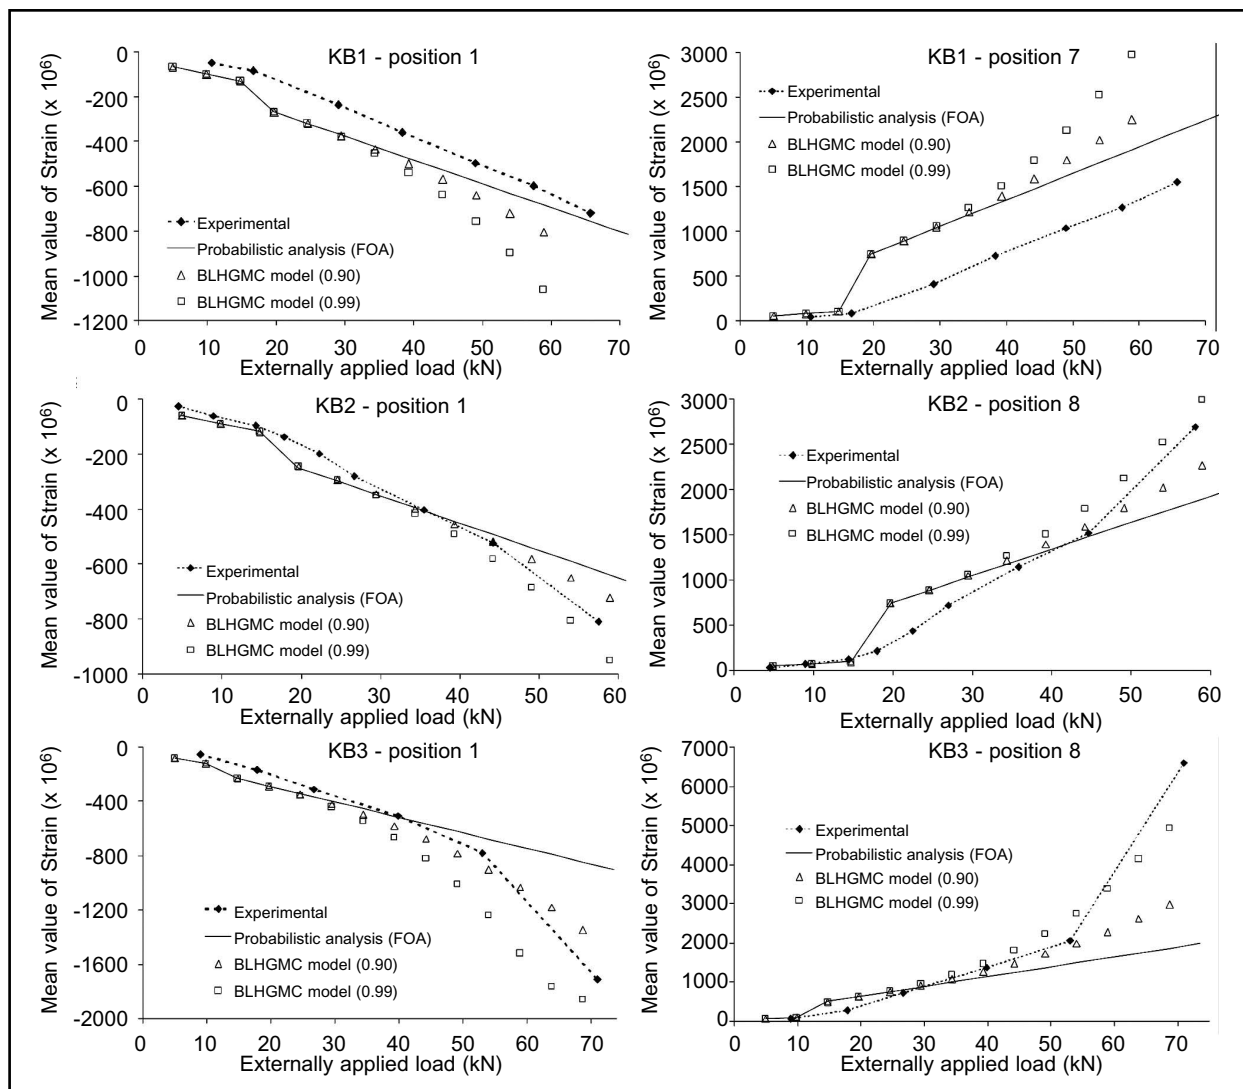 KB1 - position 1
Mean value of Strain (x 10⁶)
0
-200
-400
-600
-800
-1000
-1200
Experimental
Probabilistic analysis (FOA)
BLHGMC model (0.90)
BLHGMC model (0.99)
0 10 20 30 40 50 60 70
Externally applied load (kN)
KB1 - position 7
Mean value of Strain (x 10⁶)
3000
2500
2000
1500
1000
500
0
Experimental
Probabilistic analysis (FOA)
BLHGMC model (0.90)
BLHGMC model (0.99)
0 10 20 30 40 50 60 70
Externally applied load (kN)
KB2 - position 1
Mean value of Strain (x 10⁶)
0
-200
-400
-600
-800
-1000
Experimental
Probabilistic analysis (FOA)
BLHGMC model (0.90)
BLHGMC model (0.99)
0 10 20 30 40 50 60
Externally applied load (kN)
KB2 - position 8
Mean value of Strain (x 10⁶)
3000
2500
2000
1500
1000
500
0
Experimental
Probabilistic analysis (FOA)
BLHGMC model (0.90)
BLHGMC model (0.99)
0 10 20 30 40 50 60
Externally applied load (kN)
KB3 - position 1
Mean value of Strain (x 10⁶)
0
-400
-800
-1200
-1600
-2000
Experimental
Probabilistic analysis (FOA)
BLHGMC model (0.90)
BLHGMC model (0.99)
0 10 20 30 40 50 60 70
Externally applied load (kN)
KB3 - position 8
Mean value of Strain (x 10⁶)
7000
6000
5000
4000
3000
2000
1000
0
Experimental
Probabilistic analysis (FOA)
BLHGMC model (0.90)
BLHGMC model (0.99)
0 10 20 30 40 50 60 70
Externally applied load (kN)